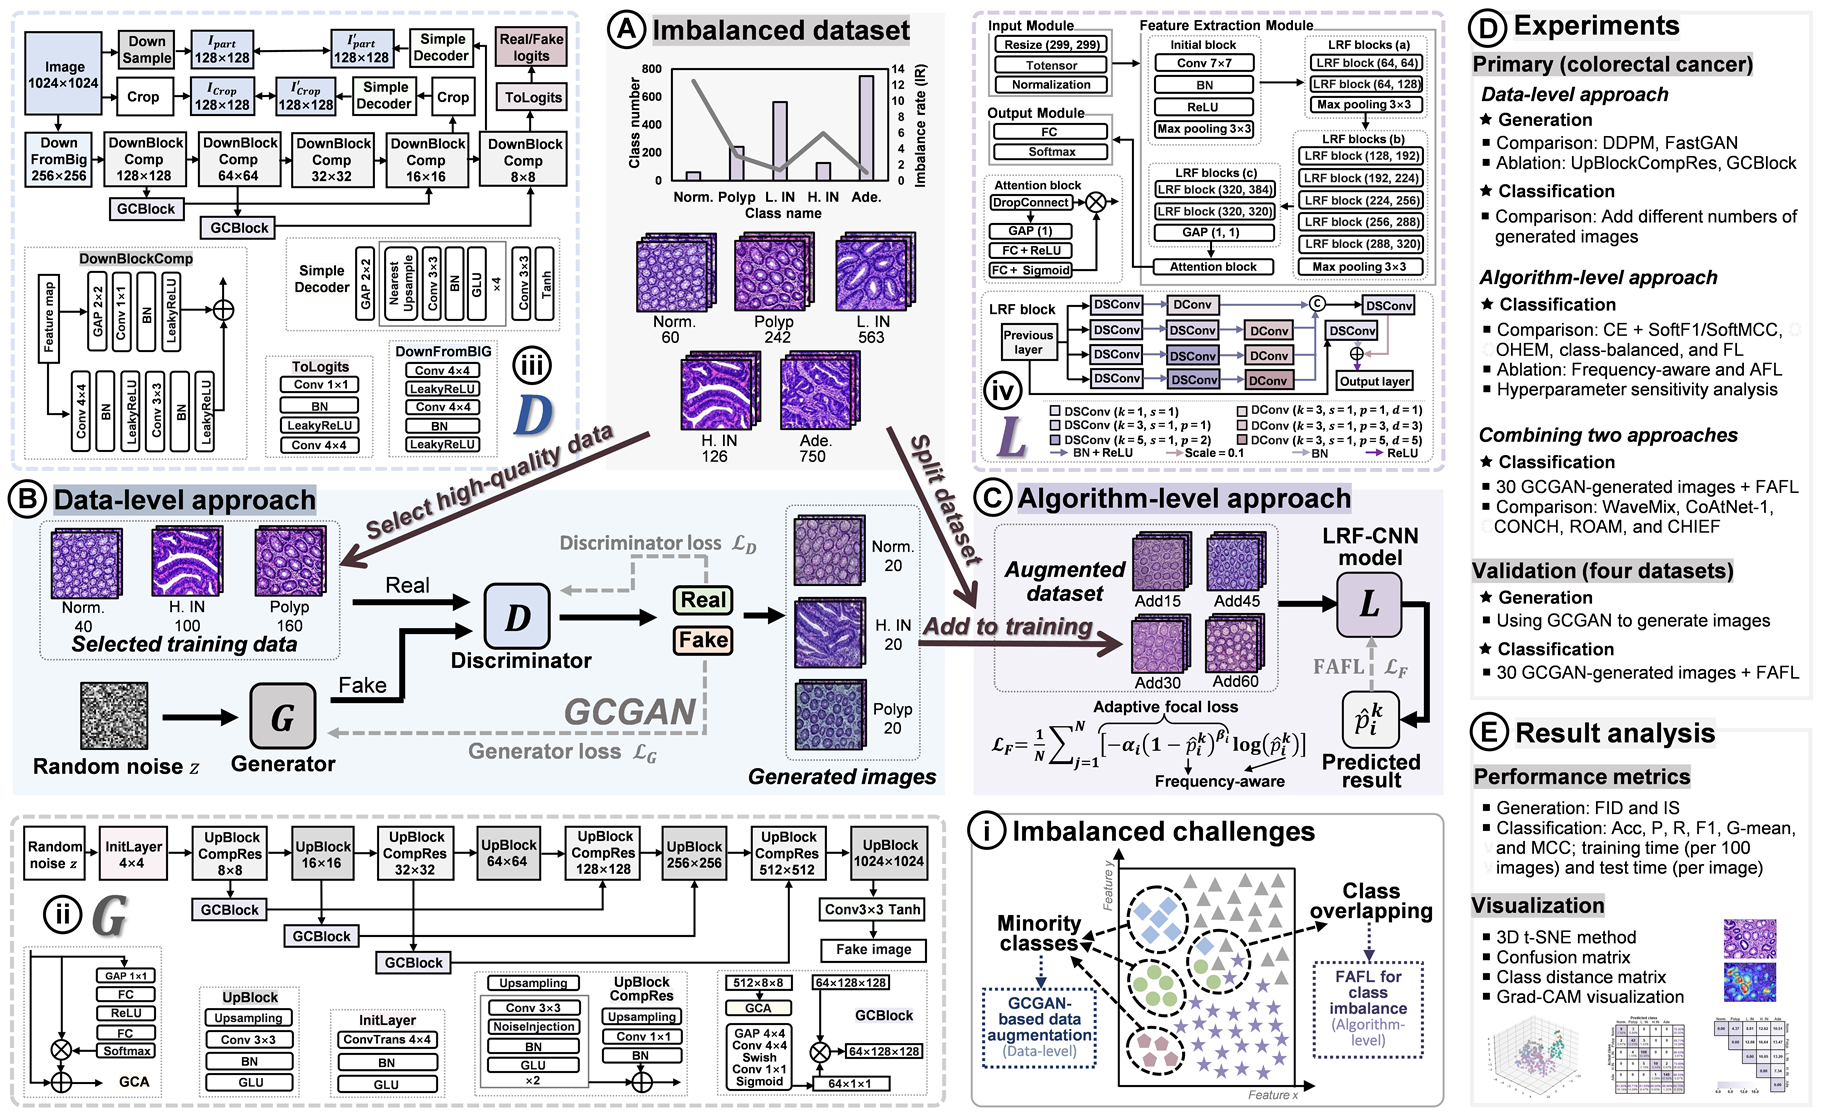 Image
1024×1024
Down
Sample
I_part
128×128
I'_part
128×128
Simple
Decoder
Real/Fake
logits
Crop
I_Crop
128×128
I'_Crop
128×128
Simple
Decoder
Crop
ToLogits
Down
FromBig
256×256
DownBlock
Comp
128×128
DownBlock
Comp
64×64
DownBlock
Comp
32×32
DownBlock
Comp
16×16
DownBlock
Comp
8×8
GCBlock
GCBlock
DownBlockComp
Feature map
GAP 2×2
Conv 1×1
BN
LeakyReLU
Conv 4×4
BN
LeakyReLU
Conv 3×3
BN
LeakyReLU
Simple
Decoder
GAP 2×2
Nearest
Upsample
Conv 3×3
BN
GLU
×4
Conv 3×3
Tanh
ToLogits
Conv 1×1
BN
LeakyReLU
Conv 4×4
DownFromBIG
Conv 4×4
LeakyReLU
Conv 4×4
BN
LeakyReLU
iii
D
A Imbalanced dataset
Class number
800
600
400
200
0
14
12
10
8
6
4
2
0
Imbalance rate (IR)
Norm. Polyp L. IN H. IN Ade.
Class name
Norm.
60
Polyp
242
L. IN
563
H. IN
126
Ade.
750
Select high-quality data
Split dataset
Input Module
Resize (299, 299)
Totensor
Normalization
Output Module
FC
Softmax
Feature Extraction Module
Initial block
Conv 7×7
BN
ReLU
Max pooling 3×3
LRF blocks (a)
LRF block (64, 64)
LRF block (64, 128)
Max pooling 3×3
LRF blocks (b)
LRF block (128, 192)
LRF block (192, 224)
LRF block (224, 256)
LRF block (256, 288)
LRF block (288, 320)
Max pooling 3×3
LRF blocks (c)
LRF block (320, 384)
LRF block (320, 320)
GAP (1, 1)
Attention block
Attention block
DropConnect
GAP (1)
FC + ReLU
FC + Sigmoid
LRF block
Previous
layer
DSConv
DConv
C
DSConv
DSConv
DSConv
DConv
DSConv
DSConv
DSConv
DConv
DSConv
DSConv
DConv
Output layer
iv
L
DSConv (k = 1, s = 1)
DSConv (k = 3, s = 1, p = 1)
DSConv (k = 5, s = 1, p = 2)
DConv (k = 3, s = 1, p = 1, d = 1)
DConv (k = 3, s = 1, p = 3, d = 3)
DConv (k = 3, s = 1, p = 5, d = 5)
BN + ReLU
Scale = 0.1
BN
ReLU
B Data-level approach
Norm.
40
H. IN
100
Polyp
160
Selected training data
Real
Fake
Random noise z
G
Generator
D
Discriminator
Discriminator loss ℒ_D
Real
Fake
GCGAN
Generator loss ℒ_G
Norm.
20
H. IN
20
Polyp
20
Generated images
Add to training
C Algorithm-level approach
Augmented
dataset
Add15
Add45
Add30
Add60
LRF-CNN
model
L
FAFL ℒ_F
p̂_i^k
Predicted
result
Adaptive focal loss
ℒ_F = 1/N ∑_{j=1}^N [−α_i(1 − p̂_i^k)^{β_i} log(p̂_i^k)]
Frequency-aware
Random
noise z
InitLayer
4×4
UpBlock
CompRes
8×8
UpBlock
16×16
UpBlock
CompRes
32×32
UpBlock
64×64
UpBlock
CompRes
128×128
UpBlock
256×256
UpBlock
CompRes
512×512
UpBlock
1024×1024
GCBlock
GCBlock
GCBlock
Conv3×3 Tanh
Fake image
ii
G
GAP 1×1
FC
ReLU
FC
Softmax
GCA
UpBlock
Upsampling
Conv 3×3
BN
GLU
InitLayer
ConvTrans 4×4
BN
GLU
Upsampling
Conv 3×3
NoiseInjection
BN
GLU
×2
UpBlock
CompRes
Upsampling
Conv 1×1
BN
512×8×8
GCA
GAP 4×4
Conv 4×4
Swish
Conv 1×1
Sigmoid
64×128×128
GCBlock
64×128×128
64×1×1
i Imbalanced challenges
Feature y
Feature x
Minority
classes
GCGAN-
based data
augmentation
(Data-level)
Class
overlapping
FAFL for
class
imbalance
(Algorithm-
level)
D Experiments
Primary (colorectal cancer)
Data-level approach
★ Generation
▪ Comparison: DDPM, FastGAN
▪ Ablation: UpBlockCompRes, GCBlock
★ Classification
▪ Comparison: Add different numbers of
generated images
Algorithm-level approach
★ Classification
▪ Comparison: CE + SoftF1/SoftMCC,
OHEM, class-balanced, and FL
▪ Ablation: Frequency-aware and AFL
▪ Hyperparameter sensitivity analysis
Combining two approaches
★ Classification
▪ 30 GCGAN-generated images + FAFL
▪ Comparison: WaveMix, CoAtNet-1,
CONCH, ROAM, and CHIEF
Validation (four datasets)
★ Generation
▪ Using GCGAN to generate images
★ Classification
▪ 30 GCGAN-generated images + FAFL
E Result analysis
Performance metrics
▪ Generation: FID and IS
▪ Classification: Acc, P, R, F1, G-mean,
and MCC; training time (per 100
images) and test time (per image)
Visualization
▪ 3D t-SNE method
▪ Confusion matrix
▪ Class distance matrix
▪ Grad-CAM visualization